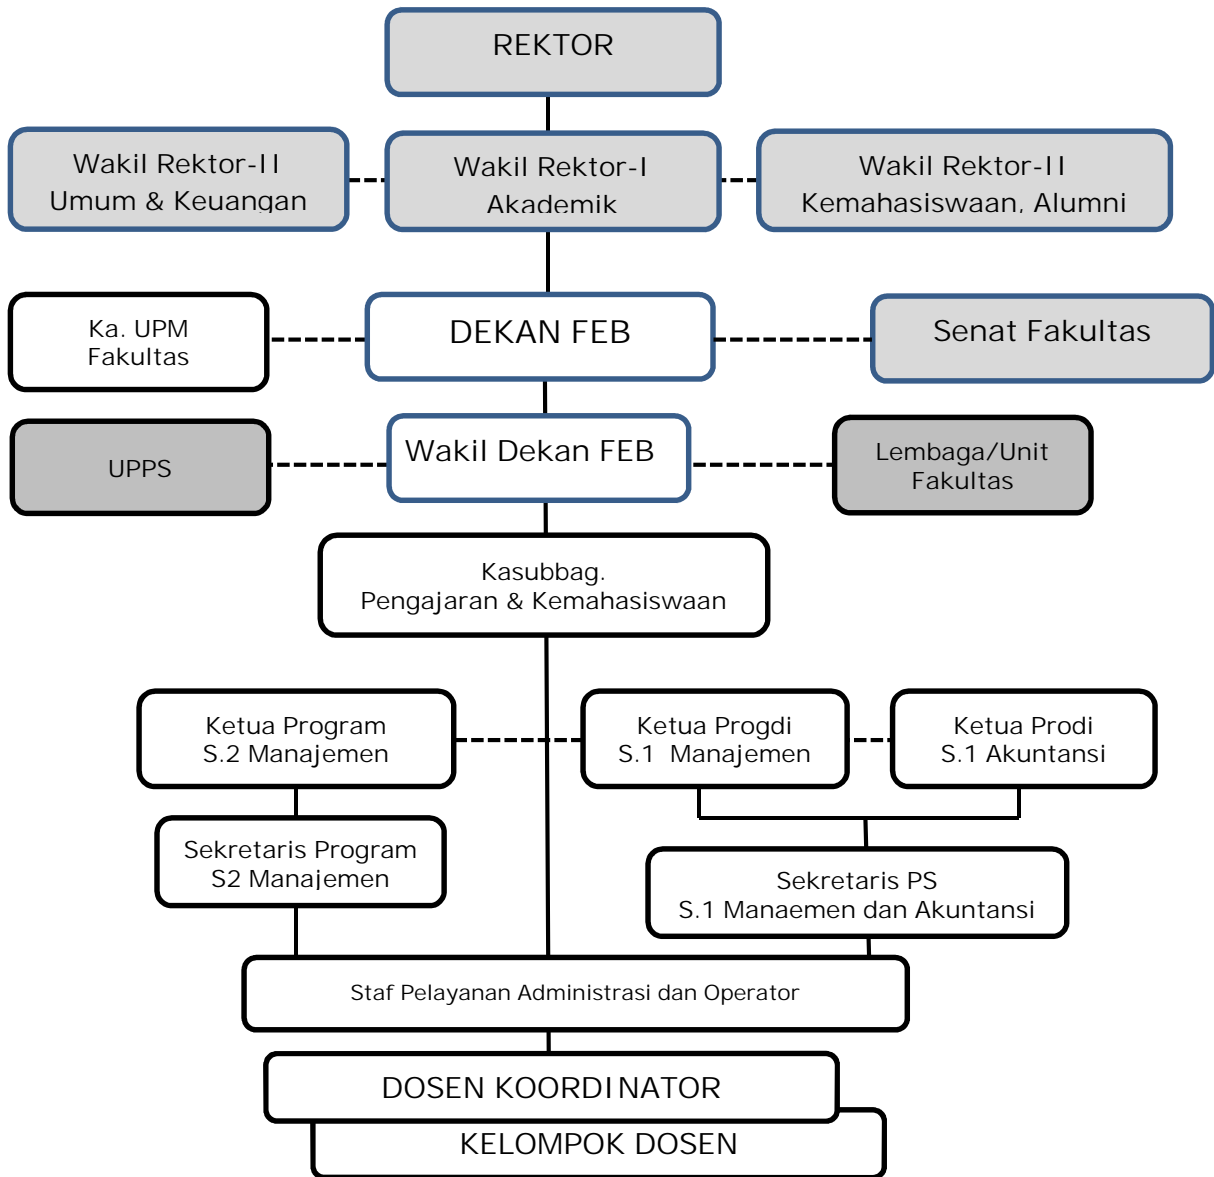 REKTOR
Wakil Rektor-II
Umum & Keuangan
Wakil Rektor-I
Akademik
Wakil Rektor-II
Kemahasiswaan, Alumni
Ka. UPM
Fakultas
DEKAN FEB
Senat Fakultas
UPPS
Wakil Dekan FEB
Lembaga/Unit
Fakultas
Kasubbag.
Pengajaran & Kemahasiswaan
Ketua Program
S.2 Manajemen
Ketua Progdi
S.1 Manajemen
Ketua Prodi
S.1 Akuntansi
Sekretaris Program
S2 Manajemen
Sekretaris PS
S.1 Manaemen dan Akuntansi
Staf Pelayanan Administrasi dan Operator
DOSEN KOORDINATOR
KELOMPOK DOSEN